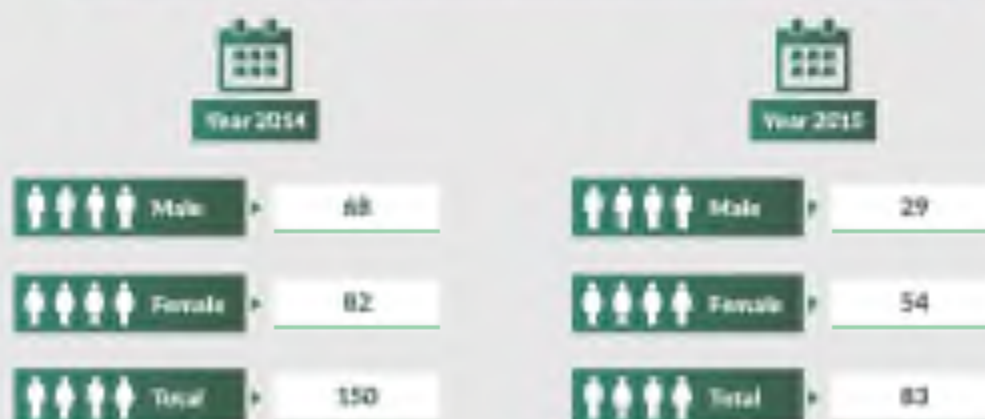 Year 2014
Male 68
Female 82
Total 150
Year 2015
Male 29
Female 54
Total 83